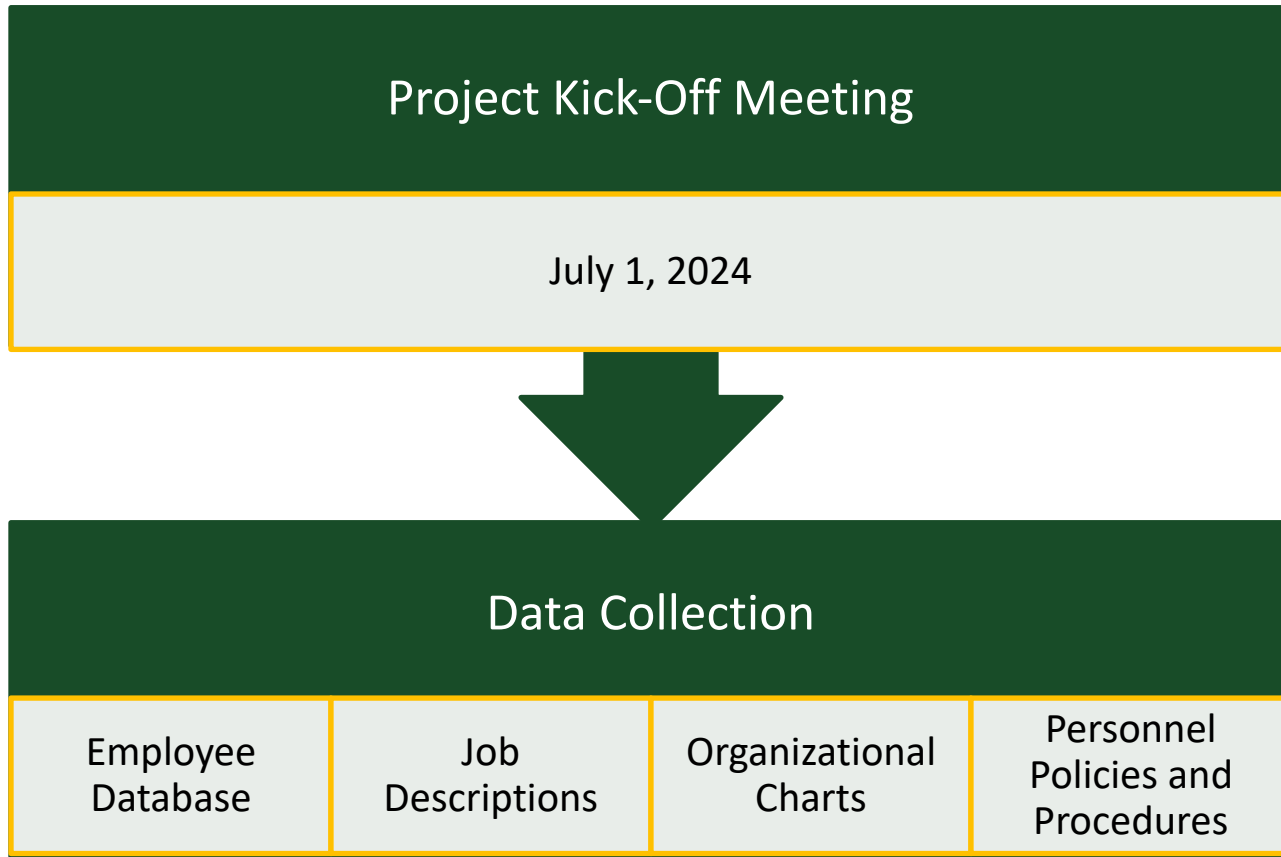 Project Kick-Off Meeting
July 1, 2024
Data Collection
Employee
Database
Job
Descriptions
Organizational
Charts
Personnel
Policies and
Procedures